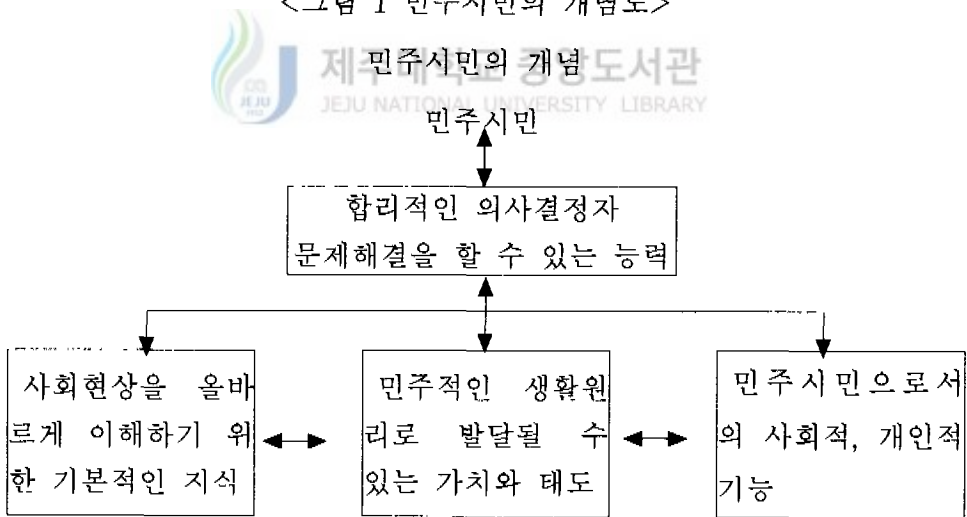 <그림 1 민주시민의 개념도>
제주대학교 중앙도서관
JEJU NATIONAL UNIVERSITY LIBRARY
JEJU
1952
민주시민의 개념
민주시민
합리적인 의사결정자
문제해결을 할 수 있는 능력
사회현상을 올바
르게 이해하기 위
한 기본적인 지식
민주적인 생활원
리로 발달될 수
있는 가치와 태도
민주시민으로서
의 사회적, 개인적
기능